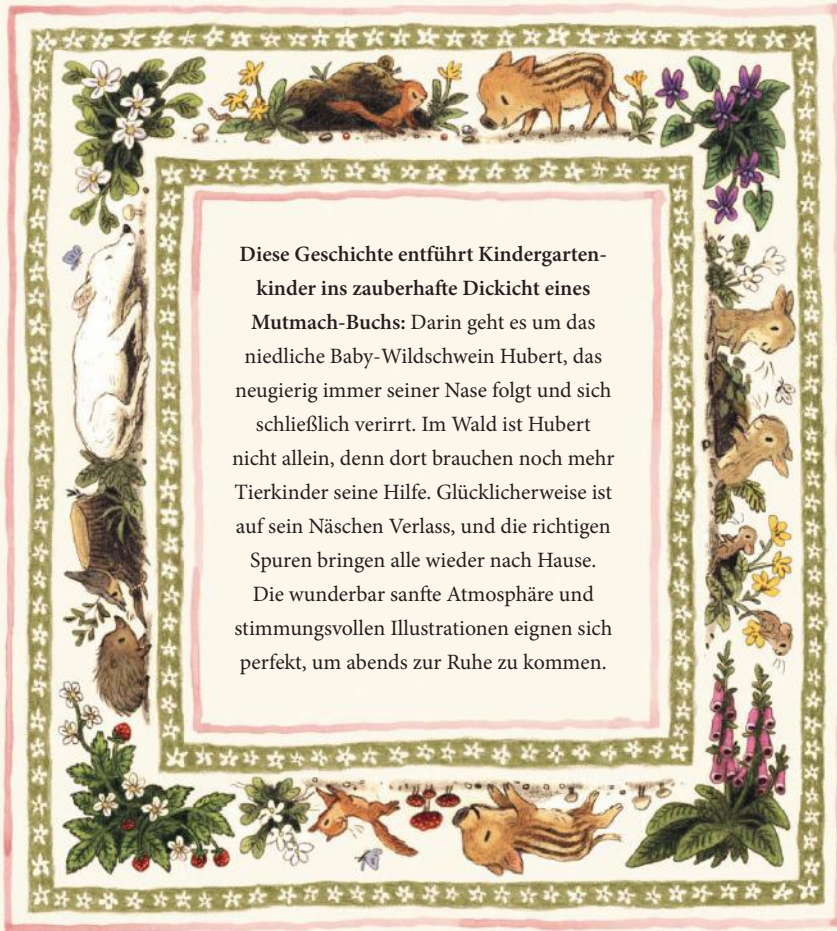 Diese Geschichte entführt Kindergarten-
kinder ins zauberhafte Dickicht eines
Mutmach-Buchs: Darin geht es um das
niedliche Baby-Wildschwein Hubert, das
neugierig immer seiner Nase folgt und sich
schließlich verirrt. Im Wald ist Hubert
nicht allein, denn dort brauchen noch mehr
Tierkinder seine Hilfe. Glücklicherweise ist
auf sein Näschen Verlass, und die richtigen
Spuren bringen alle wieder nach Hause.
Die wunderbar sanfte Atmosphäre und
stimmungsvollen Illustrationen eignen sich
perfekt, um abends zur Ruhe zu kommen.